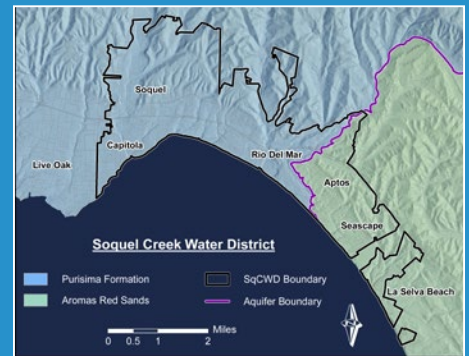 Soquel
Live Oak
Capitola
Rio Del Mar
Aptos
Seascape
La Selva Beach
Soquel Creek Water District
Purisima Formation
SqCWD Boundary
Aromas Red Sands
Aquifer Boundary
Miles
0 0.5 1 2